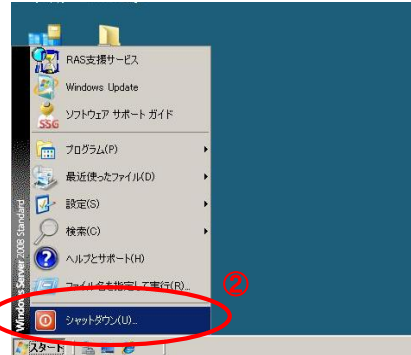 RAS支援サービス
Windows Update
ソフトウェア サポート ガイド
SSG
プログラム(P)
最近使ったファイル(D)
設定(S)
検索(C)
ヘルプとサポート(H)
ファイル名を指定して実行(R)...
②
シャットダウン(U)...
Windows Server 2008 Standard
スタート